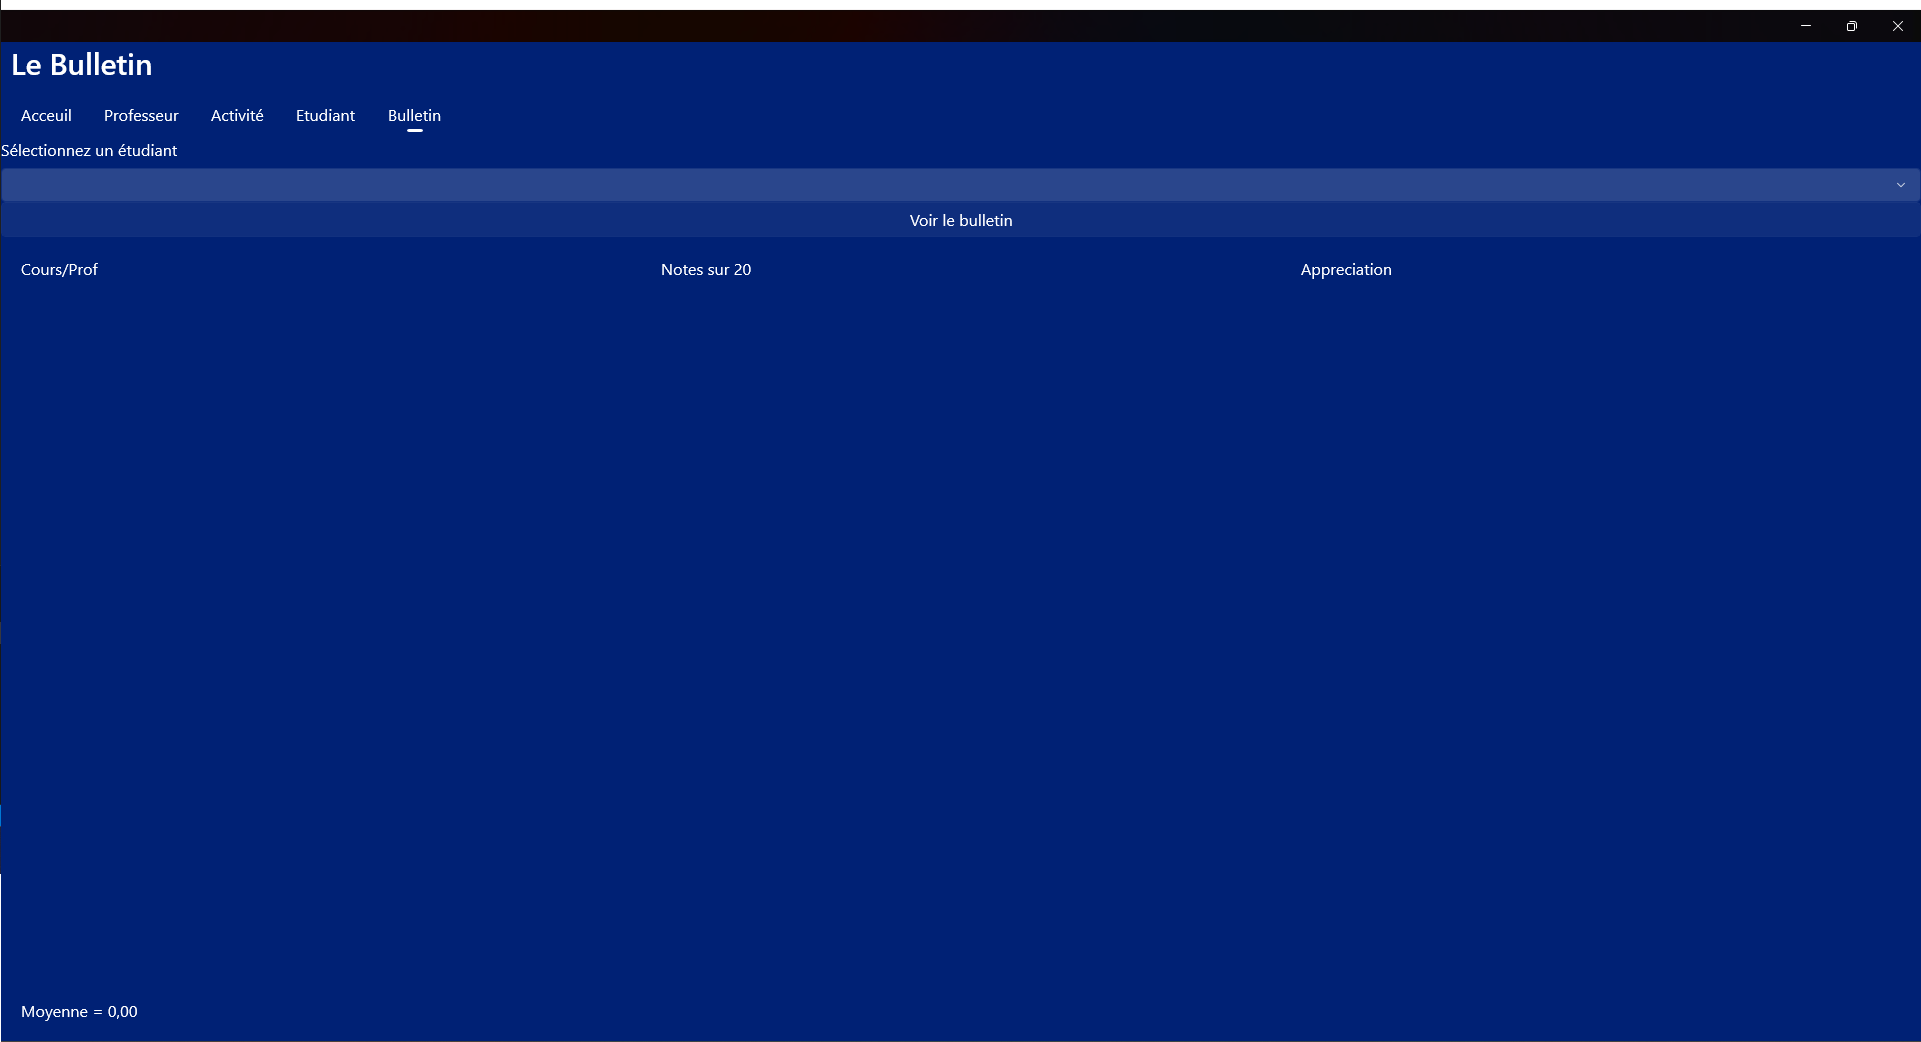 Le Bulletin
Acceuil Professeur Activité Etudiant Bulletin
Sélectionnez un étudiant
Voir le bulletin
Cours/Prof Notes sur 20 Appreciation
Moyenne = 0,00